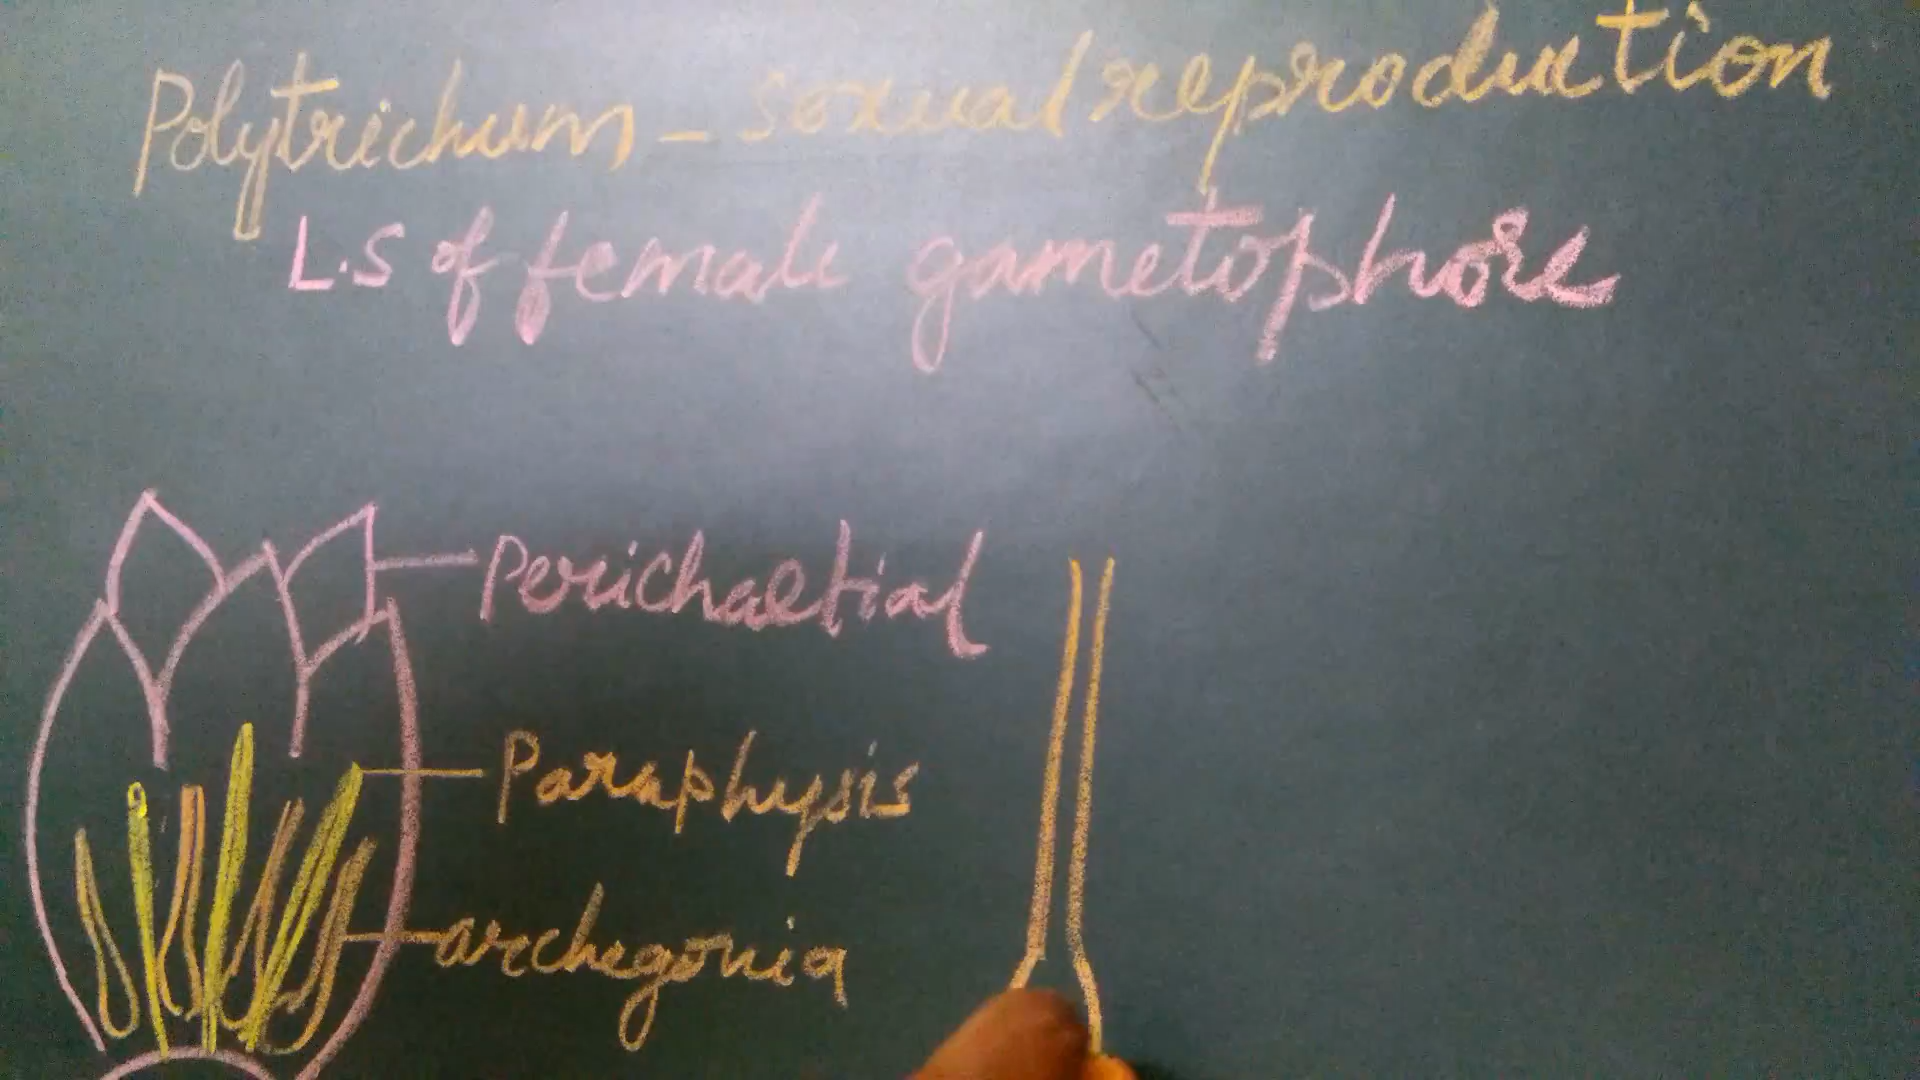 Polytrichum - sexual reproduction
L.S of female gametophore
Perichaetial
Paraphysis
archegonia